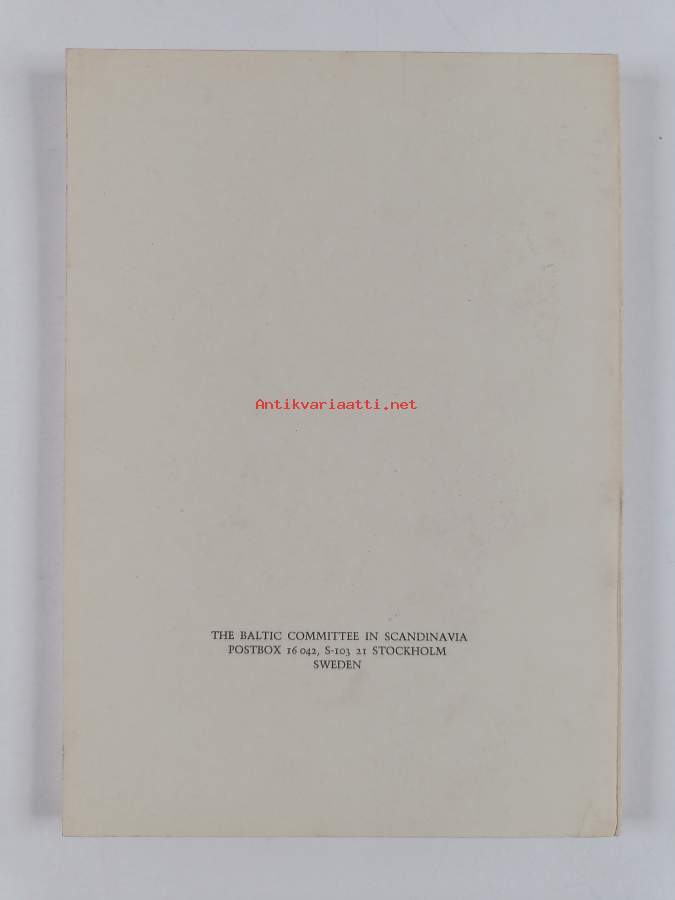 Antikvariaatti.net
THE BALTIC COMMITTEE IN SCANDINAVIA
POSTBOX 16 042, S-103 21 STOCKHOLM
SWEDEN